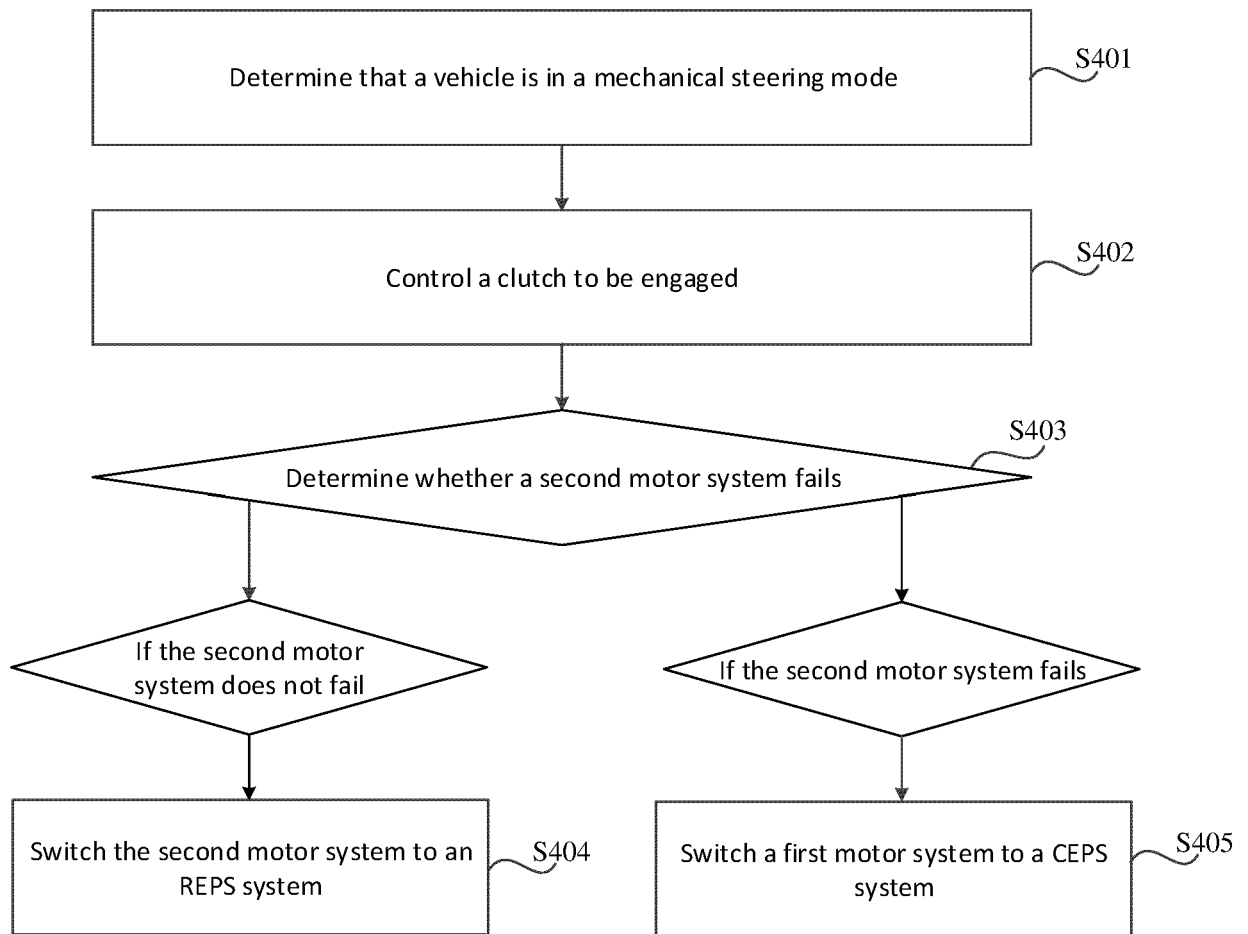 Determine that a vehicle is in a mechanical steering mode
S401
Control a clutch to be engaged
S402
Determine whether a second motor system fails
S403
If the second motor
system does not fail
If the second motor system fails
Switch the second motor system to an
REPS system
S404
Switch a first motor system to a CEPS
system
S405